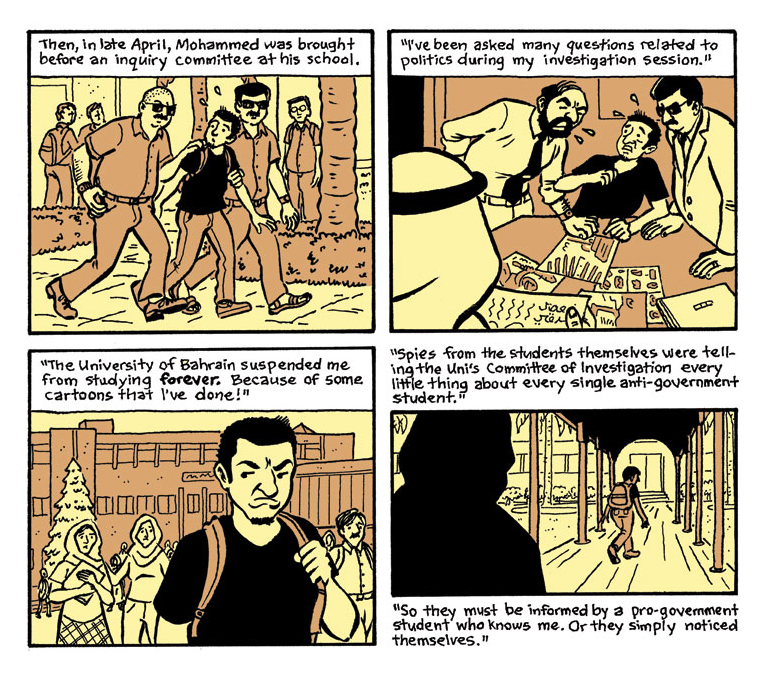 Then, in late April, Mohammed was brought
before an inquiry committee at his school.
"I've been asked many questions related to
politics during my investigation session."
"The University of Bahrain suspended me
from studying forever. Because of some
cartoons that I've done!"
"Spies from the students themselves were tell-
ing the Uni's Committee of Investigation every
little thing about every single anti-government
student."
"So they must be informed by a pro-government
student who knows me. Or they simply noticed
themselves."